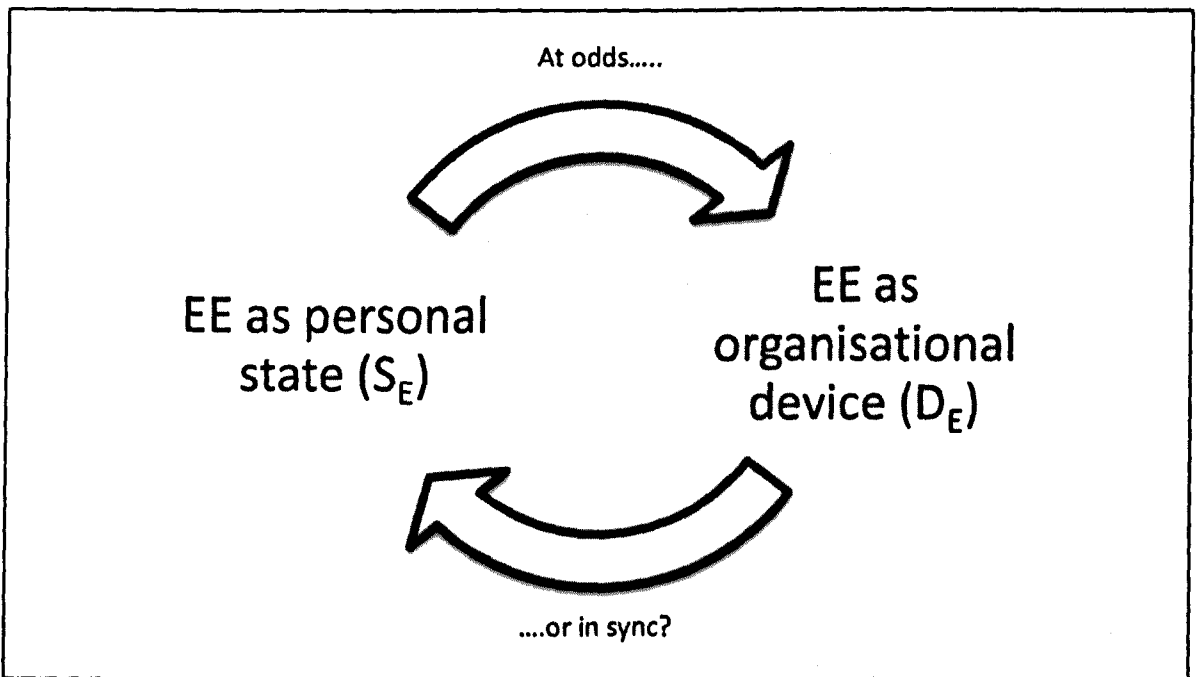 At odds.....
EE as personal
state (S_E)
EE as
organisational
device (D_E)
....or in sync?